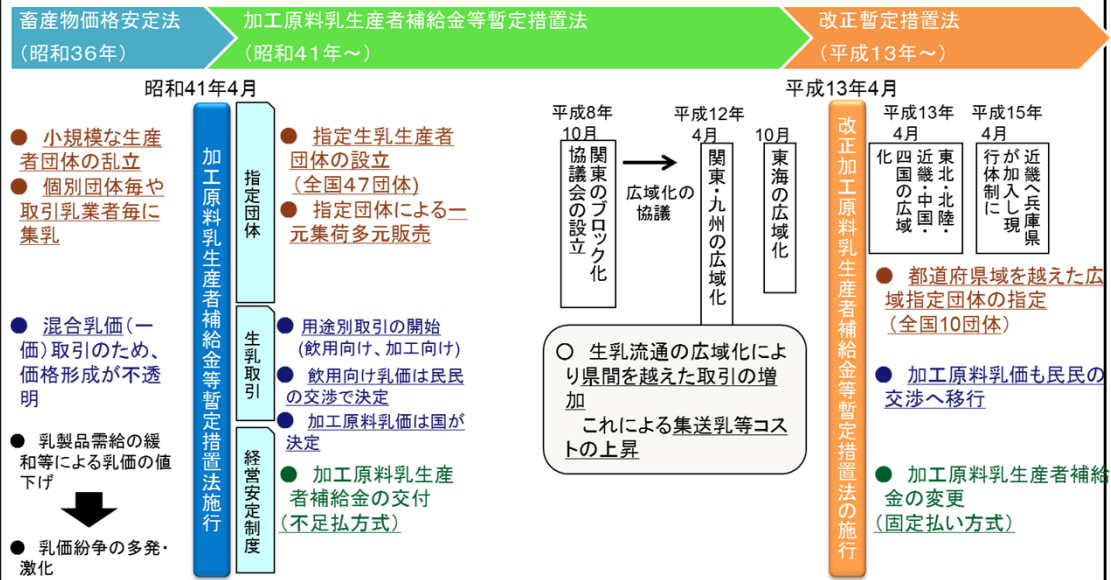 畜産物価格安定法
（昭和36年）
加工原料乳生産者補給金等暫定措置法
（昭和41年～）
改正暫定措置法
（平成13年～）
昭和41年4月
平成13年4月
● 小規模な生産
者団体の乱立
● 個別団体毎や
取引乳業者毎に
集乳
● 混合乳価（一
価）取引のため、
価格形成が不透
明
● 乳製品需給の緩
和等による乳価の値
下げ
● 乳価紛争の多発・
激化
加工原料乳生産者補給金等暫定措置法施行
指定団体
● 指定生乳生産者
団体の設立
（全国47団体）
● 指定団体による一
元集荷多元販売
生乳取引
● 用途別取引の開始
(飲用向け、加工向け)
● 飲用向け乳価は民民
の交渉で決定
● 加工原料乳価は国が
決定
経営安定制度
● 加工原料乳生産
者補給金の交付
（不足払方式）
平成8年
10月
関東のブロック化
協議会の設立
広域化の
協議
平成12年
4月
関東・九州の広域化
10月
東海の広域化
○ 生乳流通の広域化によ
り県間を越えた取引の増
加
これによる集送乳等コス
トの上昇
改正加工原料乳生産者補給金等暫定措置法の施行
平成13年
4月
東北・北陸・
近畿・中国・
四国の広域
化
平成15年
4月
近畿へ兵庫県
が加入し現
行体制に
● 都道府県域を越えた広
域指定団体の指定
（全国10団体）
● 加工原料乳価も民民の
交渉へ移行
● 加工原料乳生産者補給
金の変更
（固定払い方式）